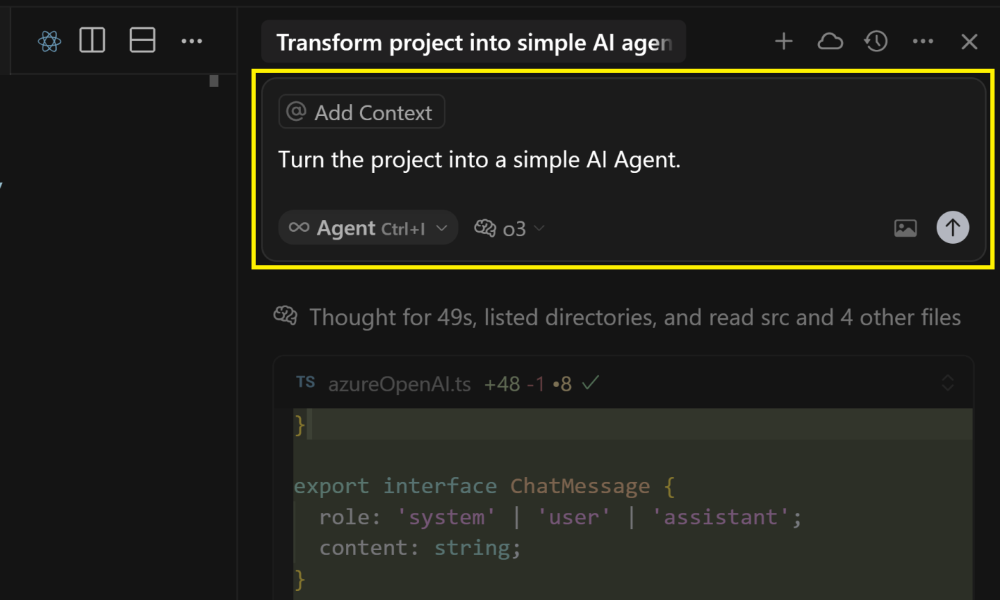 Transform project into simple AI agen
@ Add Context
Turn the project into a simple AI Agent.
Agent Ctrl+I
o3
Thought for 49s, listed directories, and read src and 4 other files
TS azureOpenAI.ts +48 -1 •8
}
export interface ChatMessage {
role: 'system' | 'user' | 'assistant';
content: string;
}